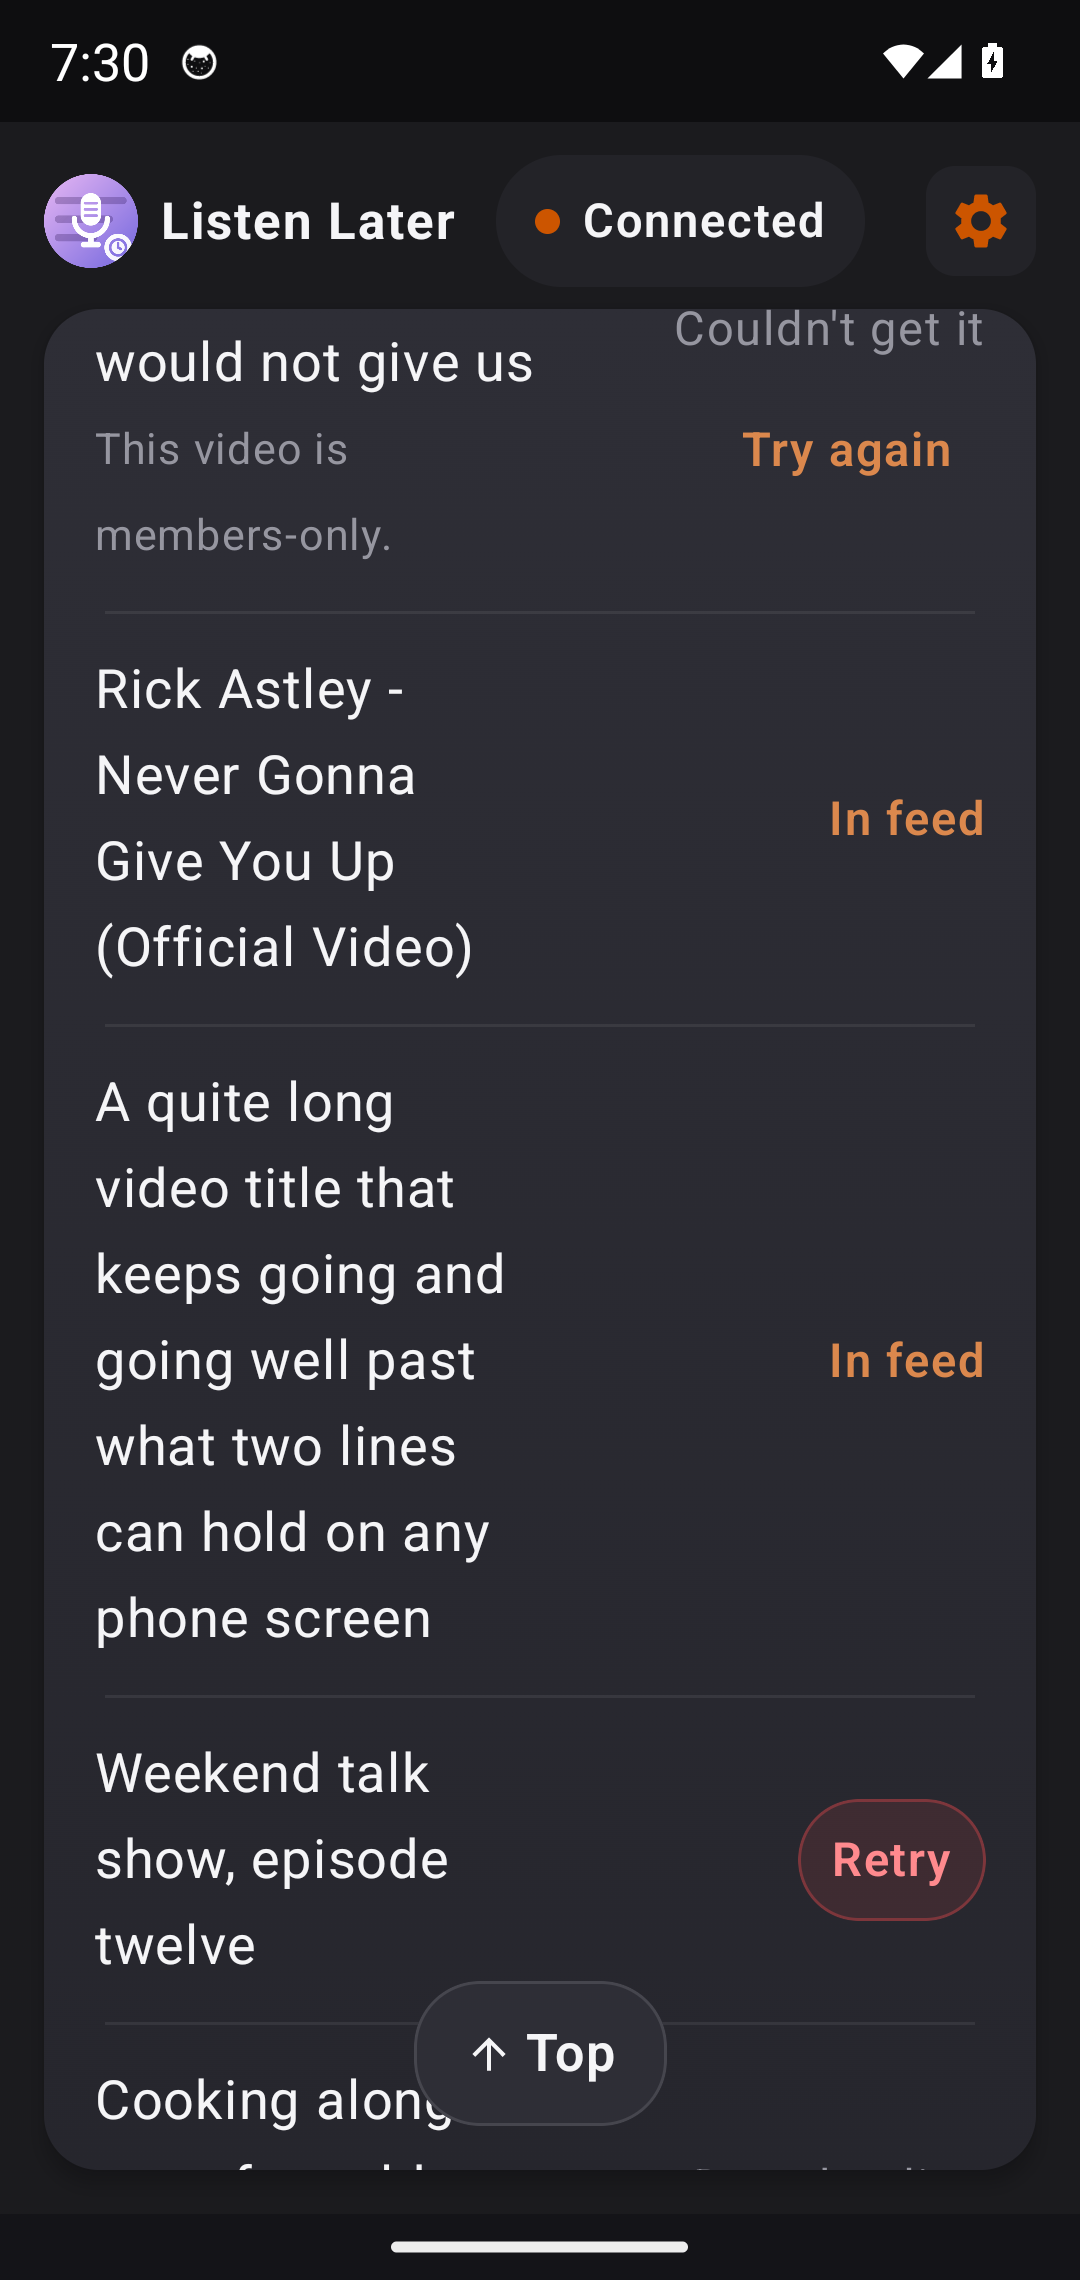 7:30
Listen Later
Connected
Couldn't get it
would not give us
This video is
Try again
members-only.
Rick Astley -
Never Gonna
Give You Up
(Official Video)
In feed
A quite long
video title that
keeps going and
going well past
what two lines
can hold on any
phone screen
In feed
Weekend talk
show, episode
twelve
Retry
Top
Cooking along